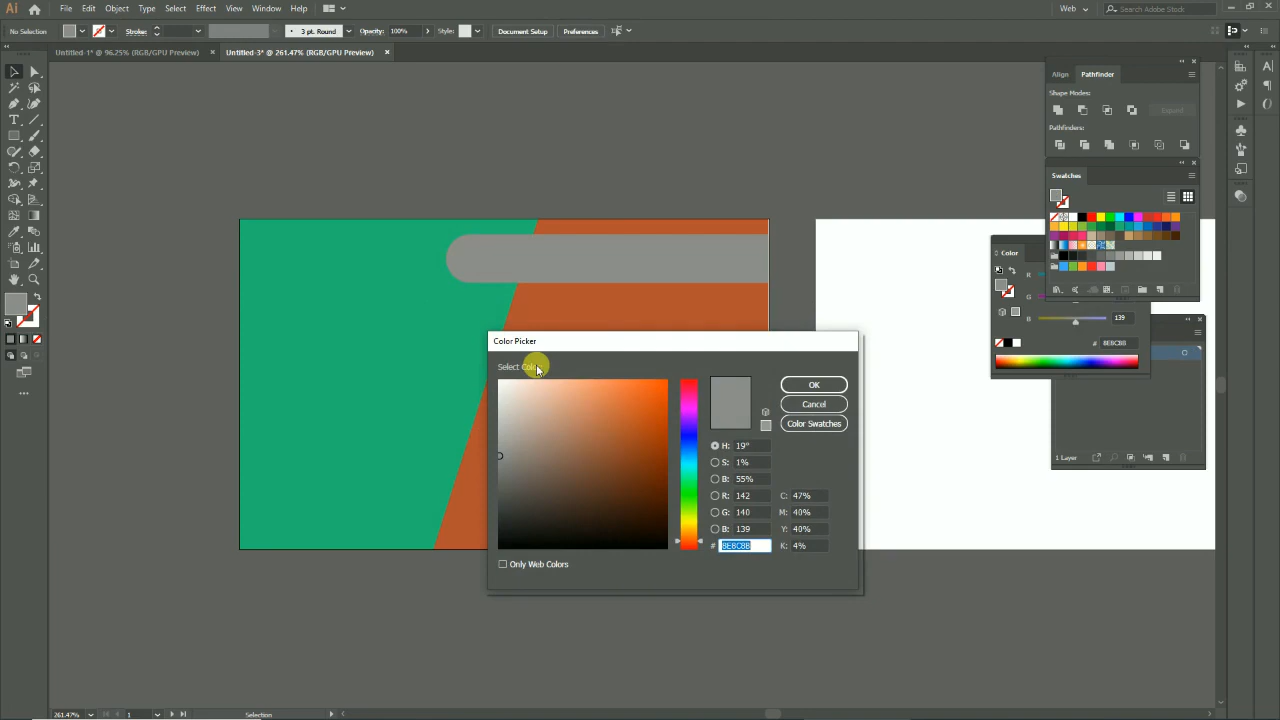 Ai File Edit Object Type Select Effect View Window Help Web Search Adobe Stock
No Selection Stroke: 3 pt. Round Opacity: 100% Style: Document Setup Preferences
Untitled-1* @ 96.25% (RGB/GPU Preview) × Untitled-3* @ 261.47% (RGB/GPU Preview) ×
Align Pathfinder
Shape Modes:
Expand
Pathfinders:
Swatches
Color
R
G
B 139
# 8E8C8B
1 Layer
Color Picker
Select Color:
OK
Cancel
Color Swatches
H: 19°
S: 1%
B: 55%
R: 142 C: 47%
G: 140 M: 40%
B: 139 Y: 40%
# 8E8C8B K: 4%
Only Web Colors
261.47% 1 Selection